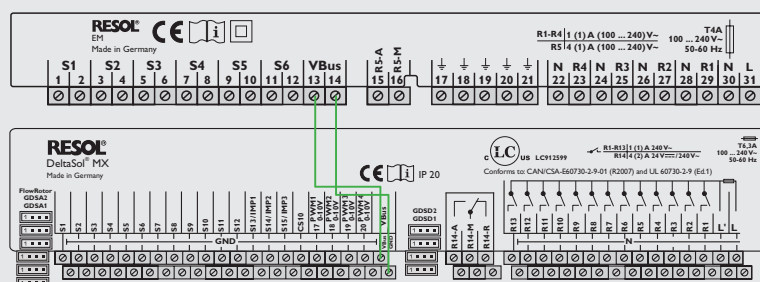 RESOL®
EM
Made in Germany
CE i
R1-R4 1 (1) A (100 ... 240) V~
R5 4 (1) A (100 ... 240) V~
T4A
100 ... 240 V~
50-60 Hz
S1 S2 S3 S4 S5 S6 VBus R5-A R5-M N R4 N R3 N R2 N R1 N L
1 2 3 4 5 6 7 8 9 10 11 12 13 14 15 16 17 18 19 20 21 22 23 24 25 26 27 28 29 30 31
RESOL®
DeltaSol® MX
Made in Germany
CE i IP 20
c LC US LC912599
R1-R13 1 (1) A 240 V~
R14 4 (2) A 24 V⎓/240 V~
T6,3A
100 ... 240 V~
50-60 Hz
Conforms to: CAN/CSA-E60730-2-9-01 (R2007) and UL 60730-2-9 (Ed.1)
FlowRotor
GDSA2
GDSA1
S1 S2 S3 S4 S5 S6 S7 S8 S9 S10 S11 S12 S13/IMP1 S14/IMP2 S15/IMP3 CS10
PWM1 17 0-10V
PWM2 18 0-10V
PWM3 19 0-10V
PWM4 20 0-10V
VBus
GND
VBus
GND
GDSD2
GDSD1
R14-A R14-M R14-R
R13 R12 R11 R10 R9 R8 R7 R6 R5 R4 R3 R2 R1 L' L
N